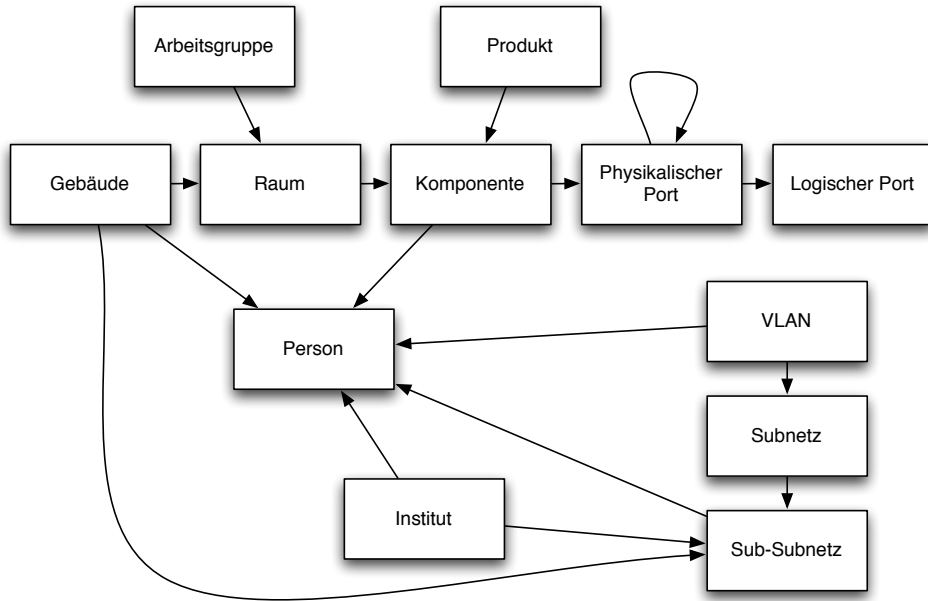 Arbeitsgruppe
Produkt
Gebäude
Raum
Komponente
Physikalischer
Port
Logischer Port
Person
VLAN
Subnetz
Institut
Sub-Subnetz